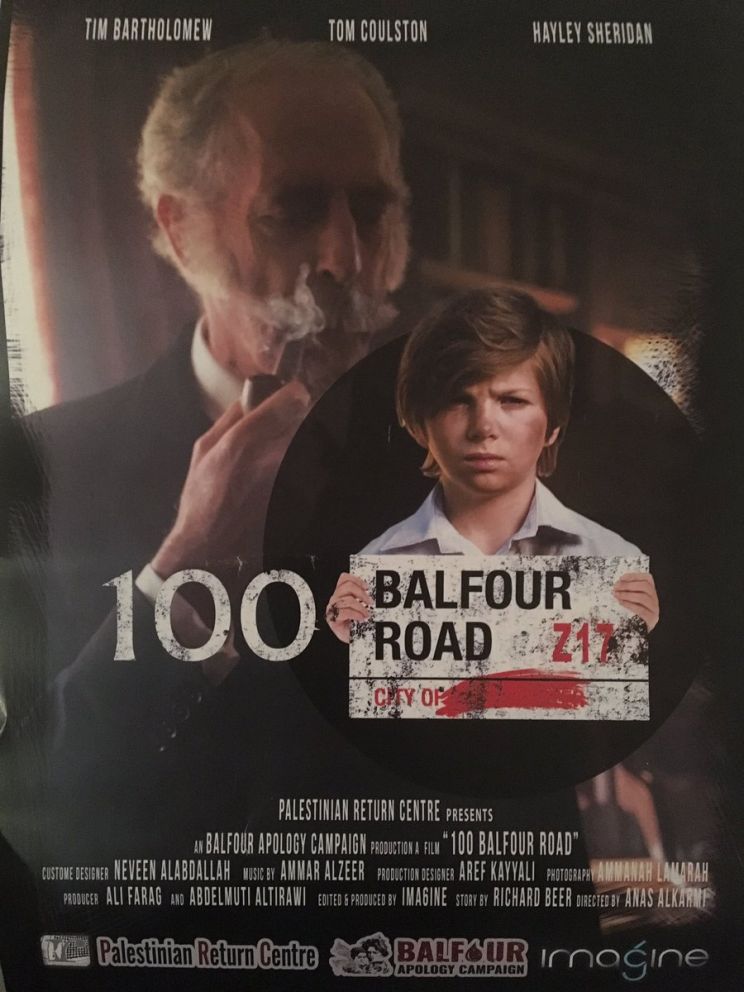 TIM BARTHOLOMEW TOM COULSTON HAYLEY SHERIDAN
100
BALFOUR
ROAD Z17
CITY OF
PALESTINIAN RETURN CENTRE PRESENTS
AN BALFOUR APOLOGY CAMPAIGN PRODUCTION A FILM "100 BALFOUR ROAD"
CUSTOME DESIGNER NEVEEN ALABDALLAH MUSIC BY AMMAR ALZEER PRODUCTION DESIGNER AREF KAYYALI PHOTOGRAPHY AMMANAH LAMARAH
PRODUCER ALI FARAG AND ABDELMUTI ALTIRAWI EDITED & PRODUCED BY IMA6INE STORY BY RICHARD BEER DIRECTED BY ANAS ALKARMI
Palestinian Return Centre BALFOUR imagine
APOLOGY CAMPAIGN